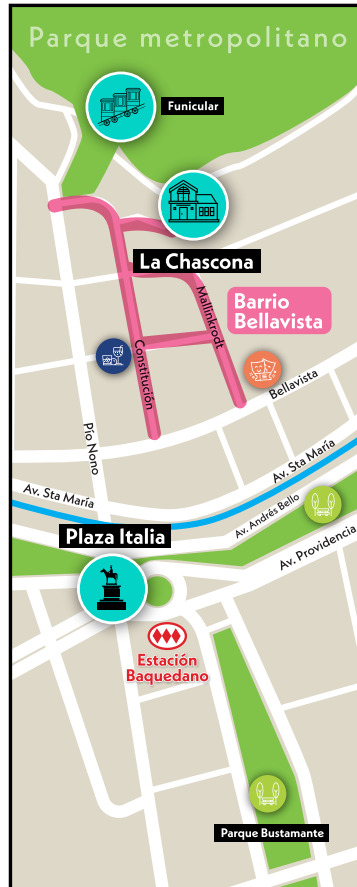 Parque metropolitano
Funicular
La Chascona
Mallinkrodt
Barrio
Bellavista
Constitución
Bellavista
Pío Nono
Av. Sta María
Av. Sta María
Av. Andrés Bello
Plaza Italia
Av. Providencia
Estación
Baquedano
Parque Bustamante